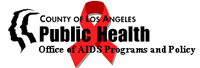 COUNTY OF LOS ANGELES
Public Health
Office of AIDS Programs and Policy